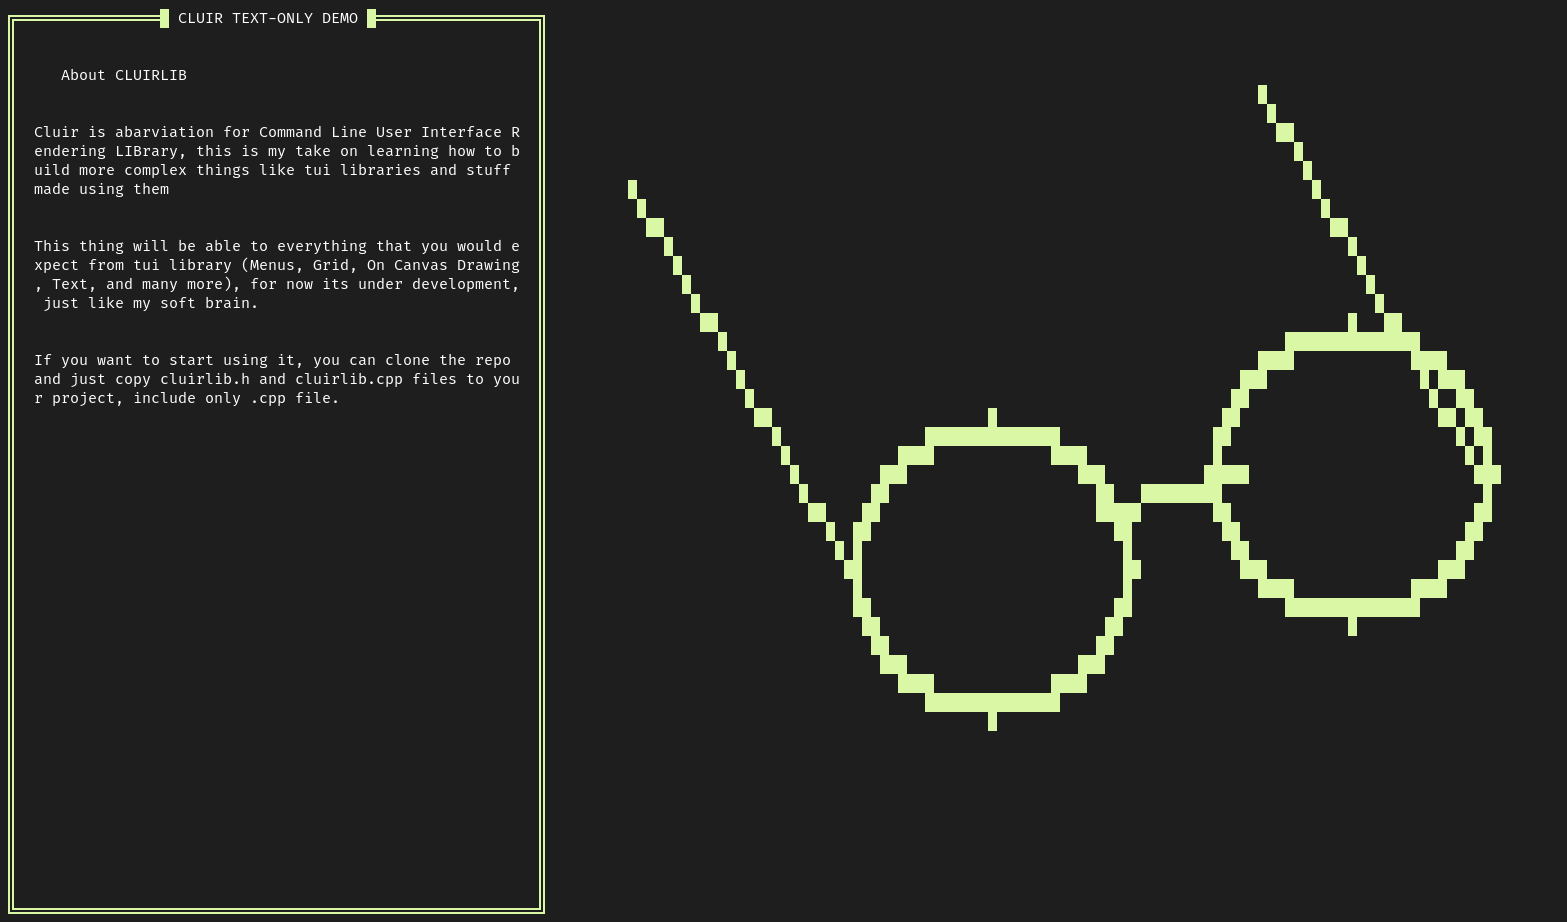 CLUIR TEXT-ONLY DEMO
About CLUIRLIB
Cluir is abarviation for Command Line User Interface R
endering LIBrary, this is my take on learning how to b
uild more complex things like tui libraries and stuff
made using them
This thing will be able to everything that you would e
xpect from tui library (Menus, Grid, On Canvas Drawing
, Text, and many more), for now its under development,
just like my soft brain.
If you want to start using it, you can clone the repo
and just copy cluirlib.h and cluirlib.cpp files to you
r project, include only .cpp file.